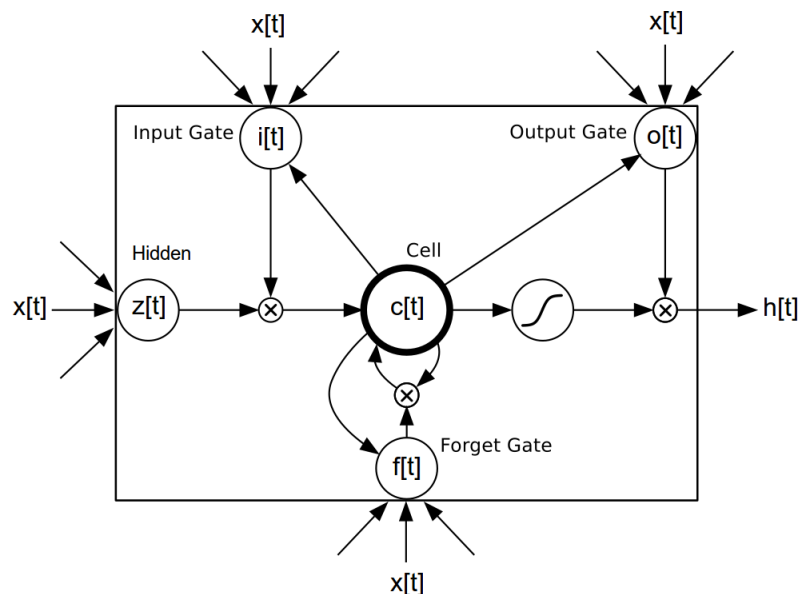 x[t]
x[t]
Input Gate
i[t]
Output Gate
o[t]
Hidden
Cell
x[t]
z[t]
c[t]
h[t]
Forget Gate
f[t]
x[t]